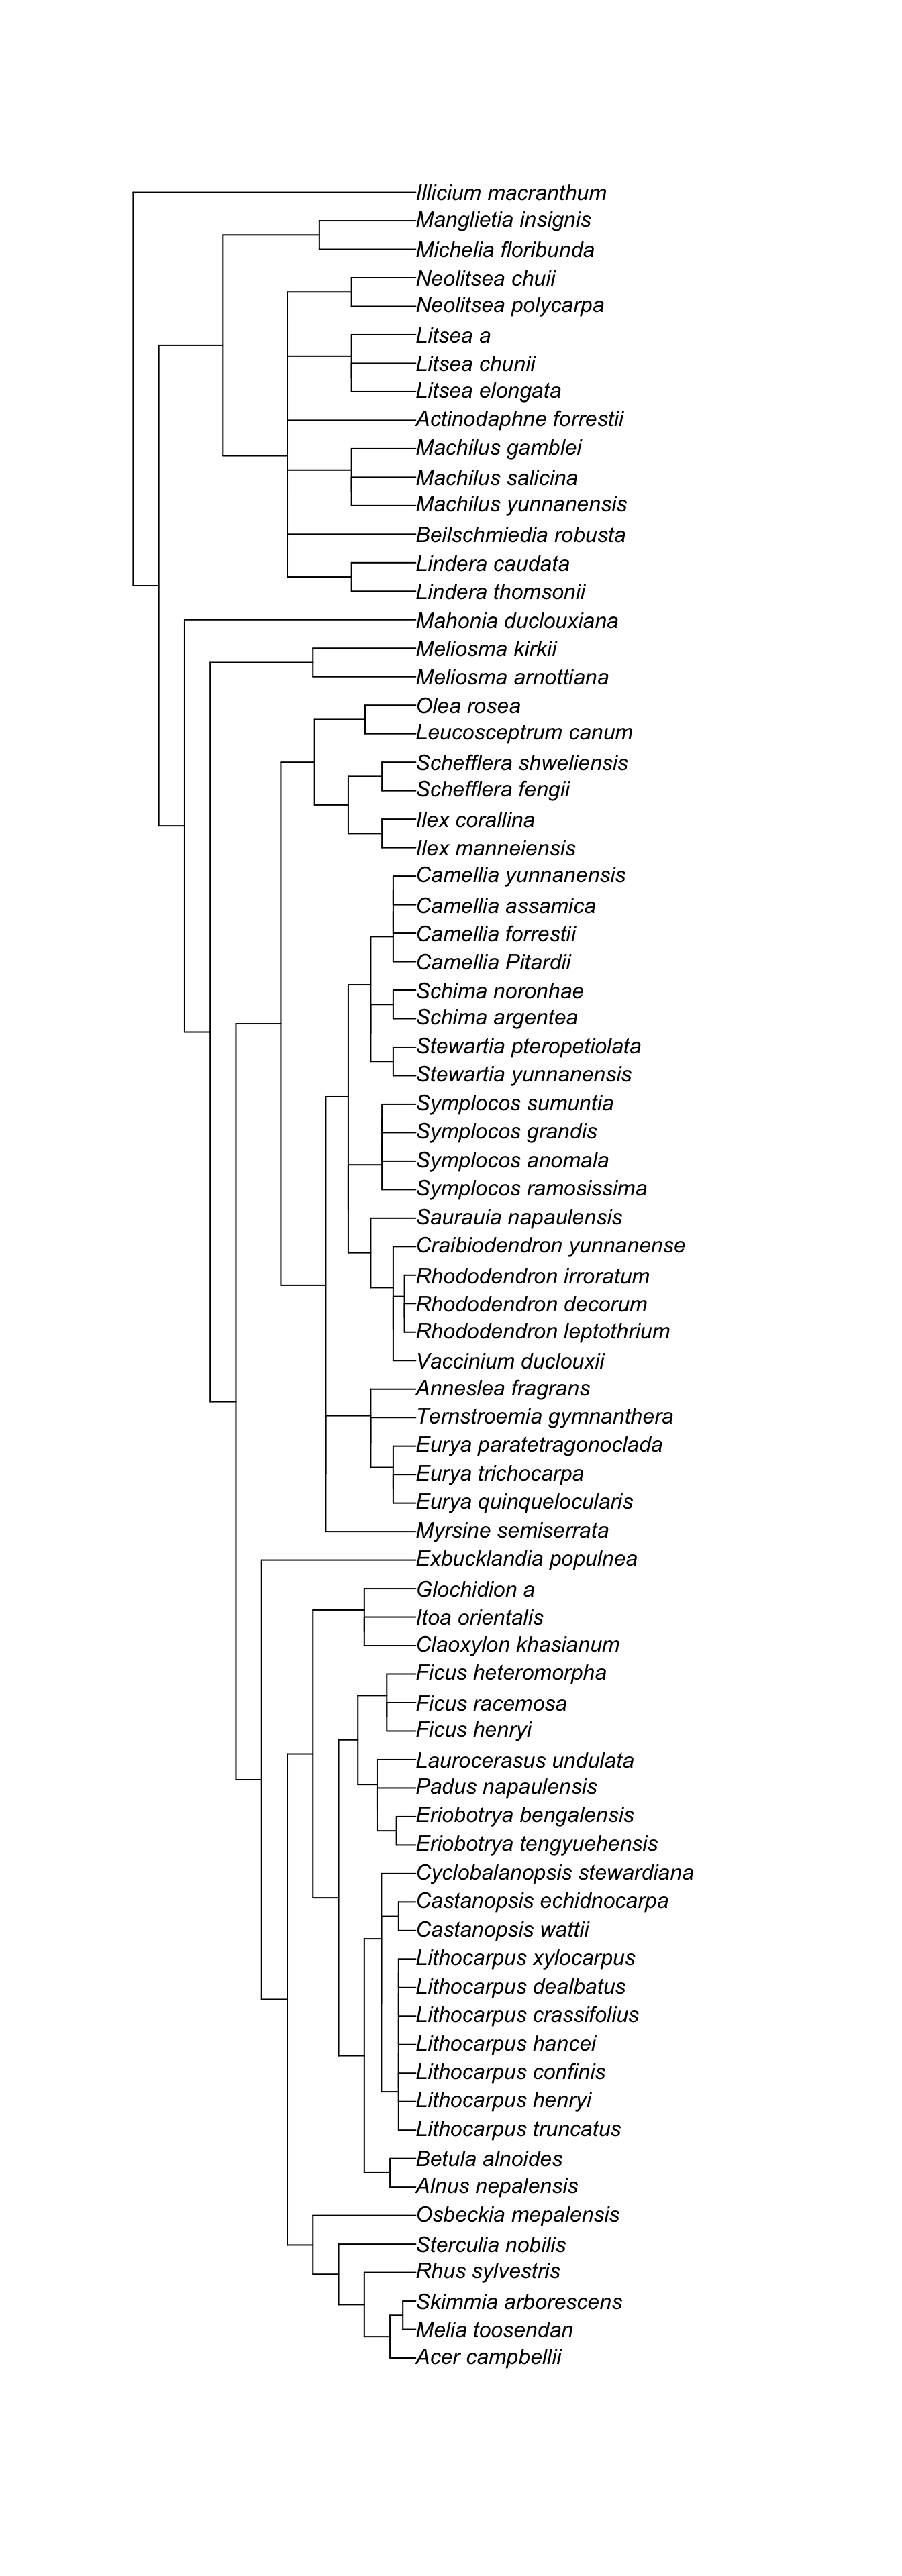 Illicium macranthum
Manglietia insignis
Michelia floribunda
Neolitsea chuii
Neolitsea polycarpa
Litsea a
Litsea chunii
Litsea elongata
Actinodaphne forrestii
Machilus gamblei
Machilus salicina
Machilus yunnanensis
Beilschmiedia robusta
Lindera caudata
Lindera thomsonii
Mahonia duclouxiana
Meliosma kirkii
Meliosma arnottiana
Olea rosea
Leucosceptrum canum
Schefflera shweliensis
Schefflera fengii
Ilex corallina
Ilex manneiensis
Camellia yunnanensis
Camellia assamica
Camellia forrestii
Camellia Pitardii
Schima noronhae
Schima argentea
Stewartia pteropetiolata
Stewartia yunnanensis
Symplocos sumuntia
Symplocos grandis
Symplocos anomala
Symplocos ramosissima
Saurauia napaulensis
Craibiodendron yunnanense
Rhododendron irroratum
Rhododendron decorum
Rhododendron leptothrium
Vaccinium duclouxii
Anneslea fragrans
Ternstroemia gymnanthera
Eurya paratetragonoclada
Eurya trichocarpa
Eurya quinquelocularis
Myrsine semiserrata
Exbucklandia populnea
Glochidion a
Itoa orientalis
Claoxylon khasianum
Ficus heteromorpha
Ficus racemosa
Ficus henryi
Laurocerasus undulata
Padus napaulensis
Eriobotrya bengalensis
Eriobotrya tengyuehensis
Cyclobalanopsis stewardiana
Castanopsis echidnocarpa
Castanopsis wattii
Lithocarpus xylocarpus
Lithocarpus dealbatus
Lithocarpus crassifolius
Lithocarpus hancei
Lithocarpus confinis
Lithocarpus henryi
Lithocarpus truncatus
Betula alnoides
Alnus nepalensis
Osbeckia mepalensis
Sterculia nobilis
Rhus sylvestris
Skimmia arborescens
Melia toosendan
Acer campbellii